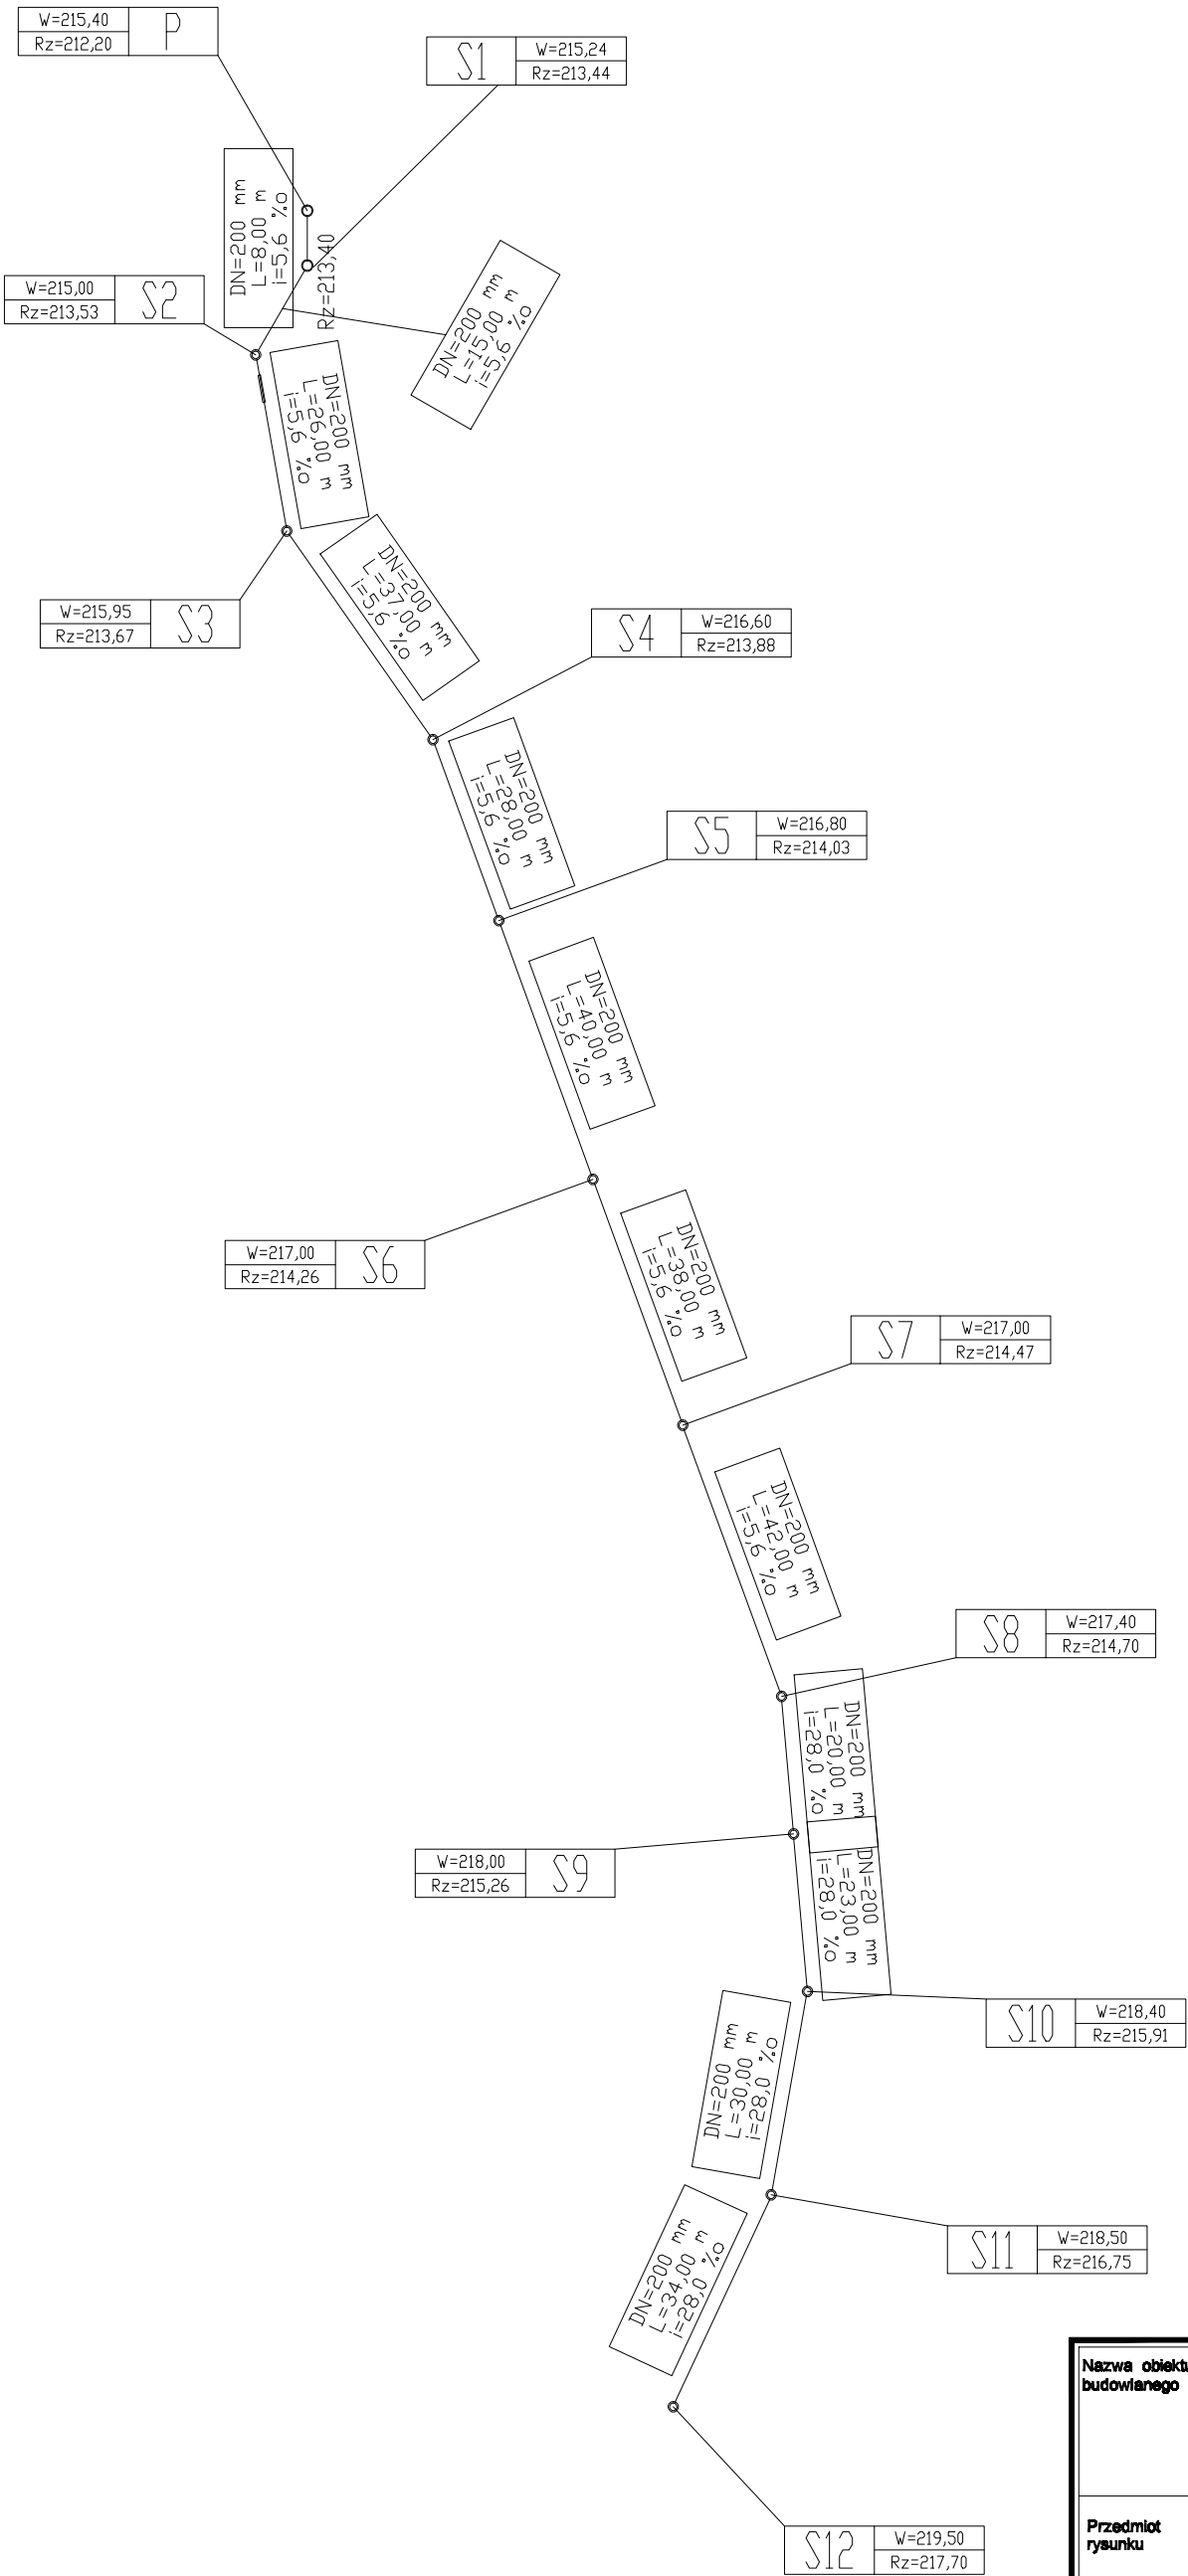 W=215,40
Rz=212,20
P
S1
W=215,24
Rz=213,44
DN=200 mm
L=8,00 m
i=5,6 %o
Rz=213,40
DN=200 mm
L=15,00 m
i=5,6 %o
W=215,00
Rz=213,53
S2
DN=200 mm
L=26,00 m
i=5,6 %o
DN=200 mm
L=37,00 m
i=5,6 %o
W=215,95
Rz=213,67
S3
S4
W=216,60
Rz=213,88
DN=200 mm
L=28,00 m
i=5,6 %o
S5
W=216,80
Rz=214,03
DN=200 mm
L=40,00 m
i=5,6 %o
W=217,00
Rz=214,26
S6
DN=200 mm
L=38,00 m
i=5,6 %o
S7
W=217,00
Rz=214,47
DN=200 mm
L=42,00 m
i=5,6 %o
S8
W=217,40
Rz=214,70
DN=200 mm
L=20,00 m
i=28,0 %o
W=218,00
Rz=215,26
S9
DN=200 mm
L=23,00 m
i=28,0 %o
S10
W=218,40
Rz=215,91
DN=200 mm
L=30,00 m
i=28,0 %o
S11
W=218,50
Rz=216,75
DN=200 mm
L=34,00 m
i=28,0 %o
Nazwa obiektu
budowlanego
Przedmiot
rysunku
S12
W=219,50
Rz=217,70